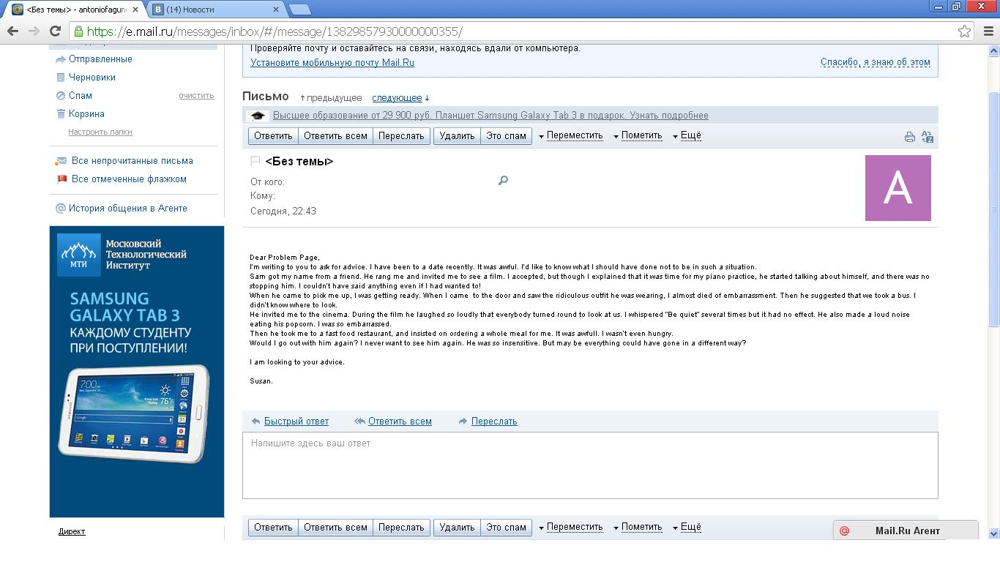 <Без темы> - antoniofagund
(14) Новости
https://e.mail.ru/messages/inbox/#/message/13829857930000000355/
Отправленные
Черновики
Спам очистить
Корзина
Настроить папки
Все непрочитанные письма
Все отмеченные флажком
История общения в Агенте
МТИ
Московский
Технологический
Институт
SAMSUNG
GALAXY TAB 3
КАЖДОМУ СТУДЕНТУ
ПРИ ПОСТУПЛЕНИИ!
Директ
Проверяйте почту и оставайтесь на связи, находясь вдали от компьютера.
Установите мобильную почту Mail.Ru Спасибо, я знаю об этом
Письмо предыдущее следующее
Высшее образование от 29 900 руб. Планшет Samsung Galaxy Tab 3 в подарок. Узнать подробнее
Ответить Ответить всем Переслать Удалить Это спам Переместить Пометить Ещё
<Без темы>
От кого:
Кому:
Сегодня, 22:43
A
Dear Problem Page,
I'm writing to you to ask for advice. I have been to a date recently. It was awful. I'd like to know what I should have done not to be in such a situation.
Sam got my name from a friend. He rang me and invited me to see a film. I accepted, but though I explained that it was time for my piano practice, he started talking about himself, and there was no
stopping him. I couldn't have said anything even if I had wanted to!
When he came to pick me up, I was getting ready. When I came to the door and saw the ridiculous outfit he was wearing, I almost died of embarrassment. Then he suggested that we took a bus. I
didn't know where to look.
He invited me to the cinema. During the film he laughed so loudly that everybody turned round to look at us. I whispered "Be quiet" several times but it had no effect. He also made a loud noise
eating his popcorn. I was so embarrassed.
Then he took me to a fast food restaurant, and insisted on ordering a whole meal for me. It was awfull. I wasn't even hungry.
Would I go out with him again? I never want to see him again. He was so insensitive. But may be everything could have gone in a different way?
I am looking to your advice.
Susan.
Быстрый ответ Ответить всем Переслать
Напишите здесь ваш ответ
Ответить Ответить всем Переслать Удалить Это спам Переместить Пометить Ещё
Mail.Ru Агент